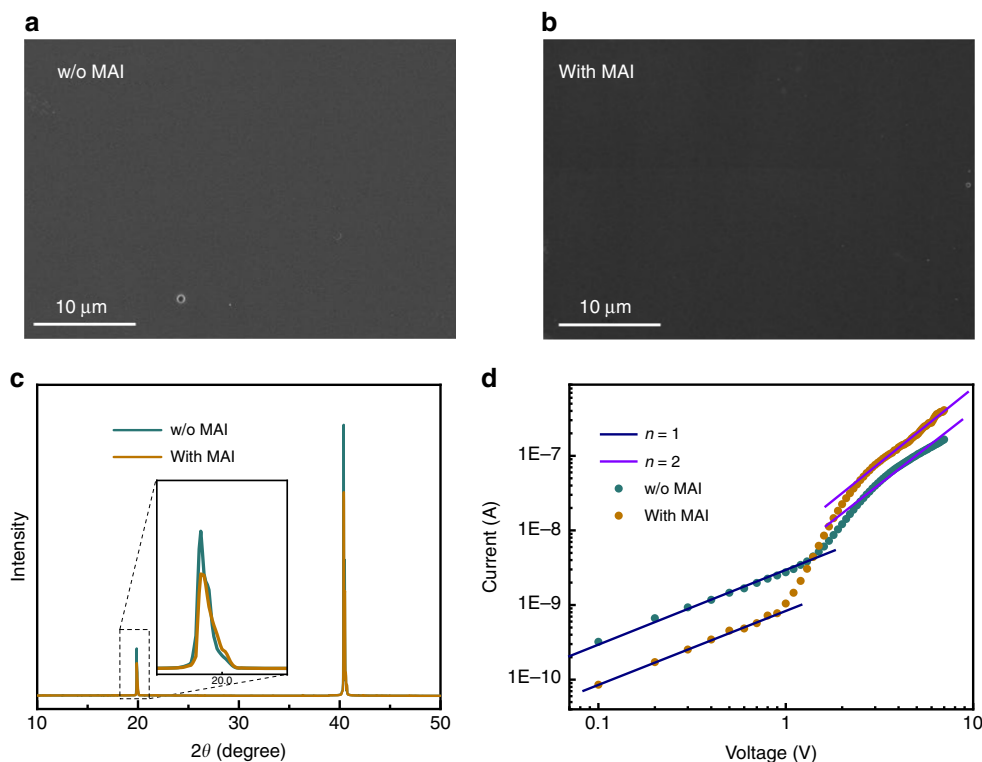 a
w/o MAI
10 μm
b
With MAI
10 μm
c
w/o MAI
With MAI
20.0
Intensity
10
20
30
40
50
2θ (degree)
d
n = 1
n = 2
w/o MAI
With MAI
1E–7
1E–8
1E–9
1E–10
Current (A)
0.1
1
10
Voltage (V)